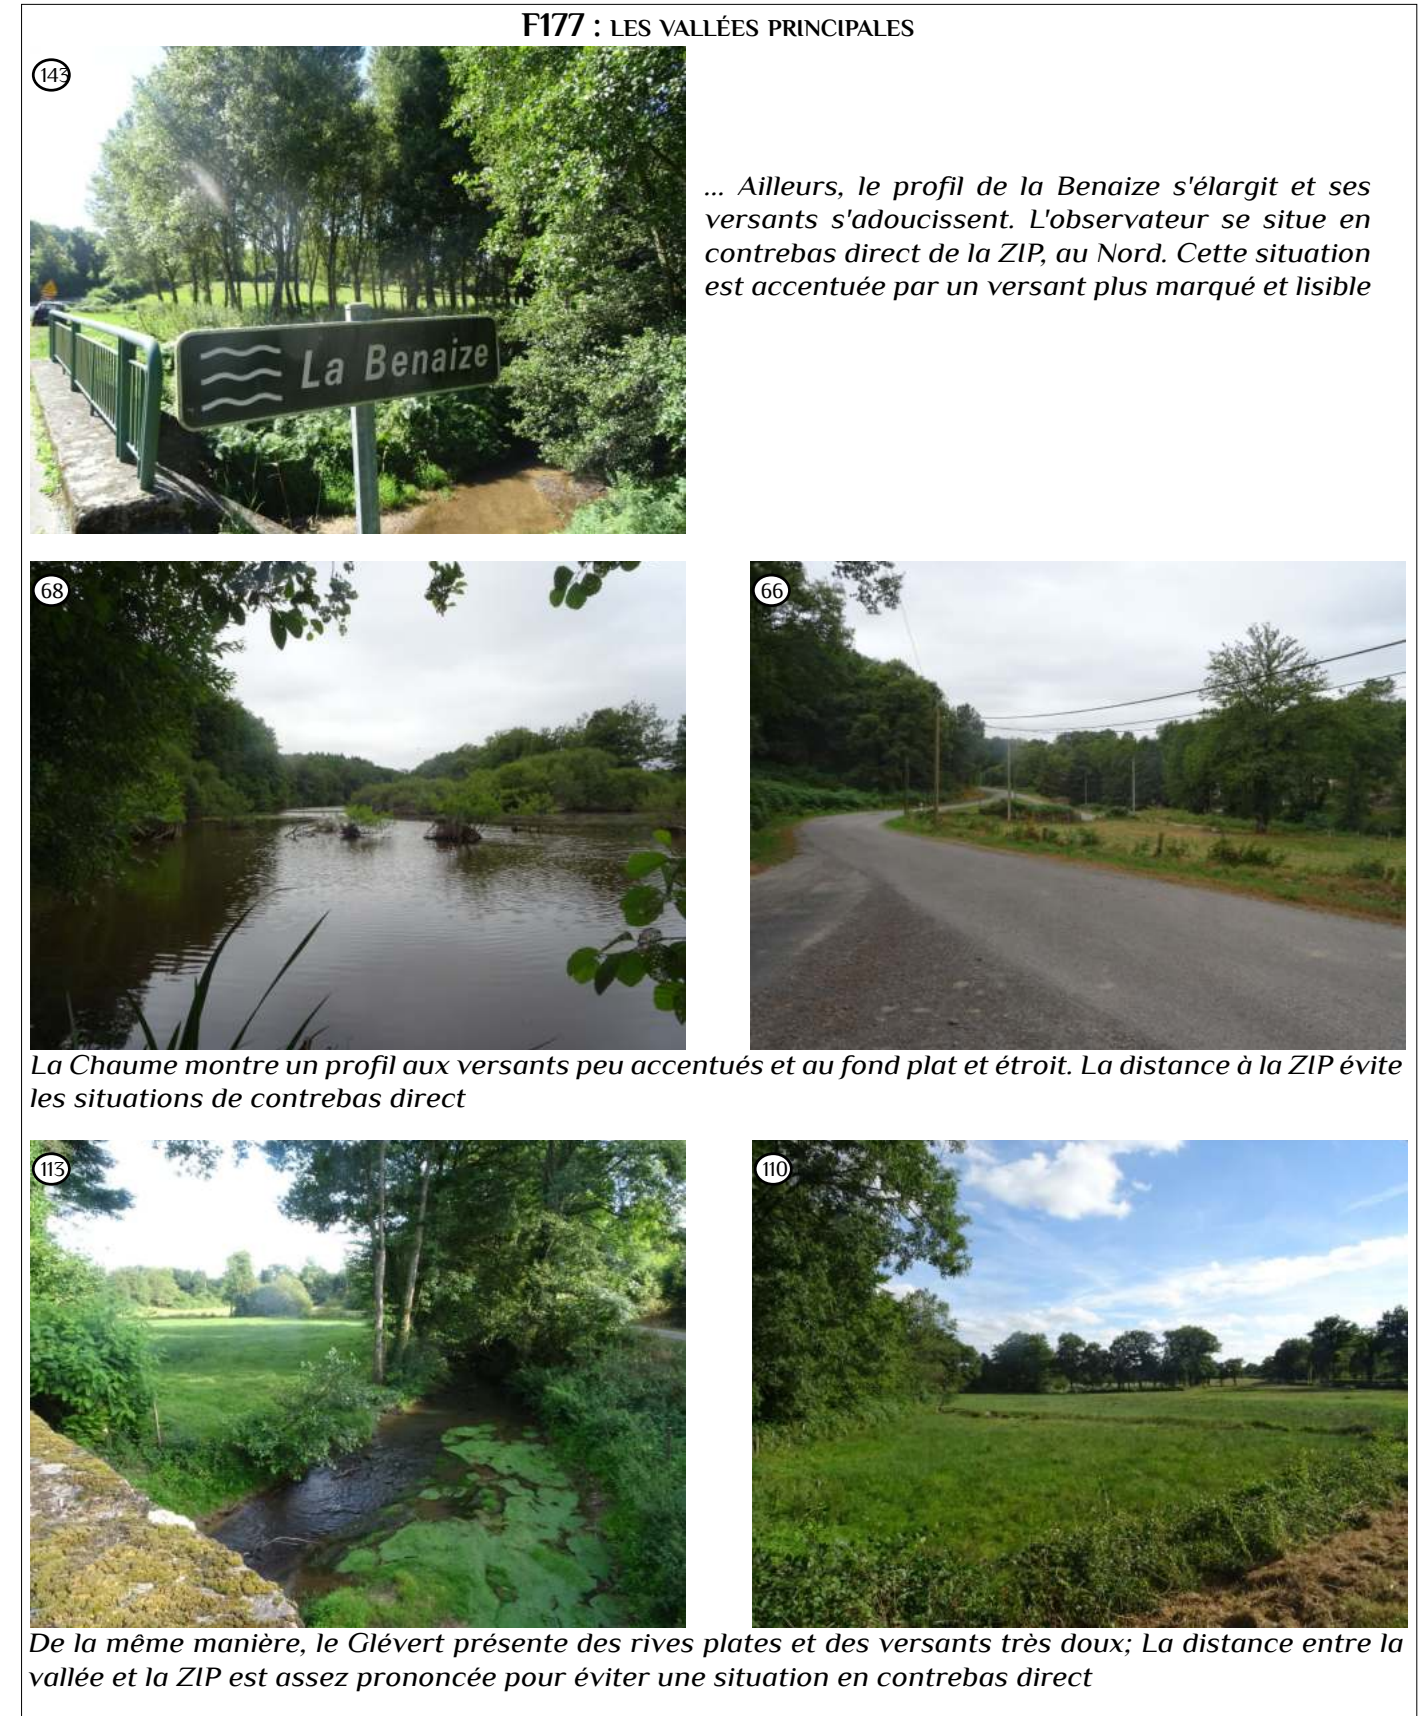 F177 : LES VALLÉES PRINCIPALES
143
... Ailleurs, le profil de la Benaize s'élargit et ses
versants s'adoucissent. L'observateur se situe en
contrebas direct de la ZIP, au Nord. Cette situation
est accentuée par un versant plus marqué et lisible
La Benaize
68
66
La Chaume montre un profil aux versants peu accentués et au fond plat et étroit. La distance à la ZIP évite
les situations de contrebas direct
113
110
De la même manière, le Glévert présente des rives plates et des versants très doux; La distance entre la
vallée et la ZIP est assez prononcée pour éviter une situation en contrebas direct